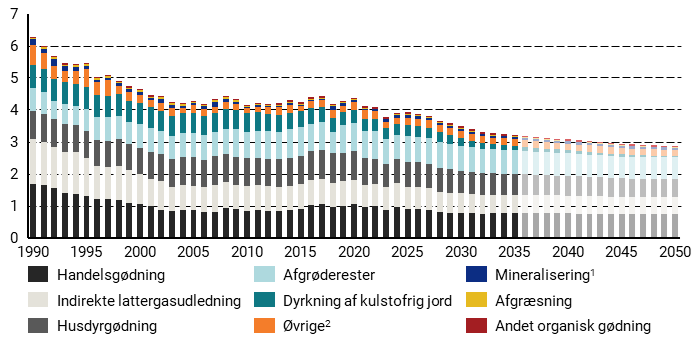 7
6
5
4
3
2
1
0
1990 1995 2000 2005 2010 2015 2020 2025 2030 2035 2040 2045 2050
Handelsgødning Afgrøderester Mineralisering¹
Indirekte lattergasudledning Dyrkning af kulstofrig jord Afgræsning
Husdyrgødning Øvrige² Andet organisk gødning